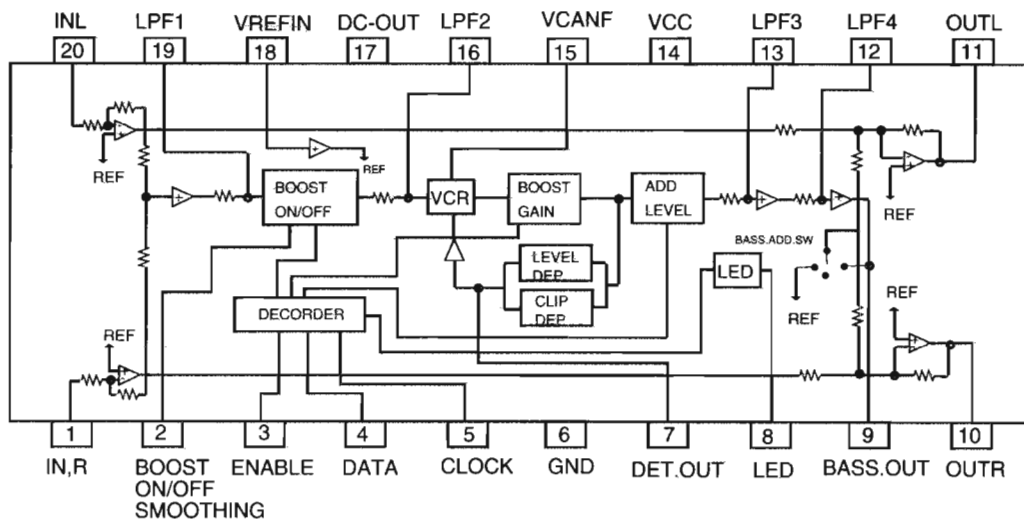 INL LPF1 VREFIN DC-OUT LPF2 VCANF VCC LPF3 LPF4 OUTL
20 19 18 17 16 15 14 13 12 11
REF
REF
BOOST ON/OFF
VCR
BOOST GAIN
ADD LEVEL
REF
BASS.ADD.SW
LEVEL DEP.
CLIP DEP.
LED
DECORDER
REF
REF
REF
1 2 3 4 5 6 7 8 9 10
IN,R BOOST ENABLE DATA CLOCK GND DET.OUT LED BASS.OUT OUTR
ON/OFF
SMOOTHING